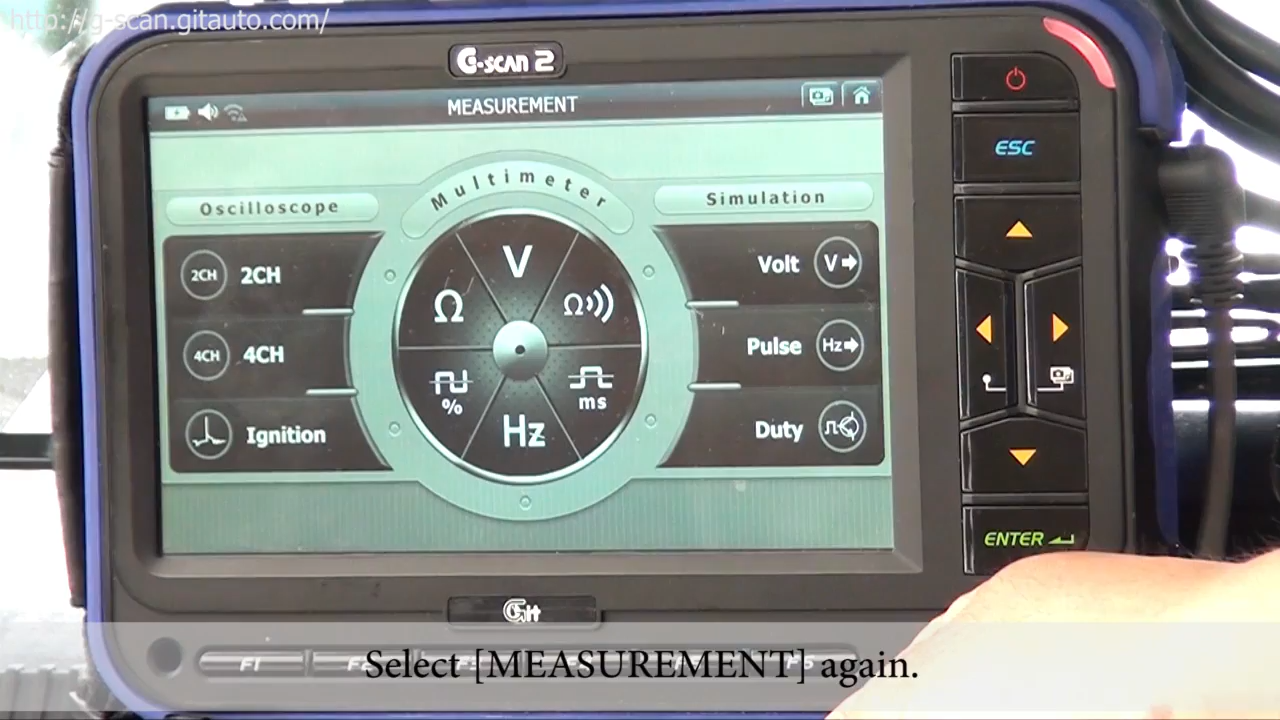 http://g-scan.gitauto.com/
G-SCAN 2
MEASUREMENT
Multimeter
Oscilloscope
Simulation
2CH 2CH
4CH 4CH
Ignition
V
Ω
Ω
%
ms
Hz
Volt V
Pulse Hz
Duty
ESC
ENTER
Git
F1
Select [MEASUREMENT] again.